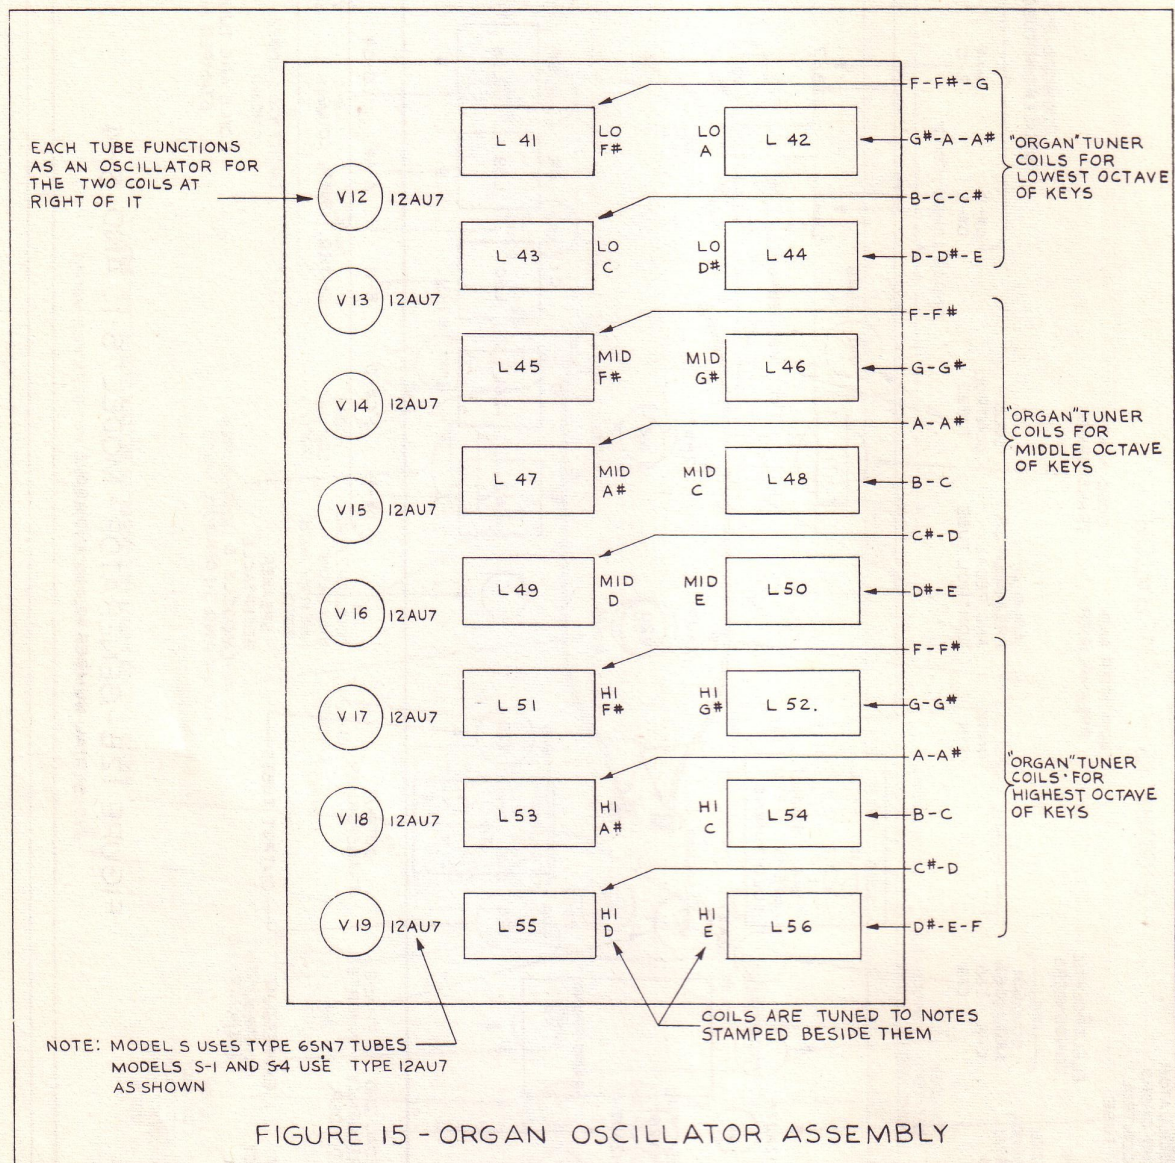 EACH TUBE FUNCTIONS
AS AN OSCILLATOR FOR
THE TWO COILS AT
RIGHT OF IT
V12 12AU7
V13 12AU7
V14 12AU7
V15 12AU7
V16 12AU7
V17 12AU7
V18 12AU7
V19 12AU7
L 41
LO
F#
LO
A
L 42
L 43
LO
C
LO
D#
L 44
L 45
MID
F#
MID
G#
L 46
L 47
MID
A#
MID
C
L 48
L 49
MID
D
MID
E
L 50
L 51
HI
F#
HI
G#
L 52.
L 53
HI
A#
HI
C
L 54
L 55
HI
D
HI
E
L 56
F-F#-G
G#-A-A#
B-C-C#
D-D#-E
"ORGAN" TUNER
COILS FOR
LOWEST OCTAVE
OF KEYS
F-F#
G-G#
A-A#
B-C
C#-D
D#-E
"ORGAN" TUNER
COILS FOR
MIDDLE OCTAVE
OF KEYS
F-F#
G-G#
A-A#
B-C
C#-D
D#-E-F
"ORGAN" TUNER
COILS FOR
HIGHEST OCTAVE
OF KEYS
COILS ARE TUNED TO NOTES
STAMPED BESIDE THEM
NOTE: MODEL S USES TYPE 6SN7 TUBES
MODELS S-1 AND S-4 USE TYPE 12AU7
AS SHOWN
FIGURE 15 - ORGAN OSCILLATOR ASSEMBLY